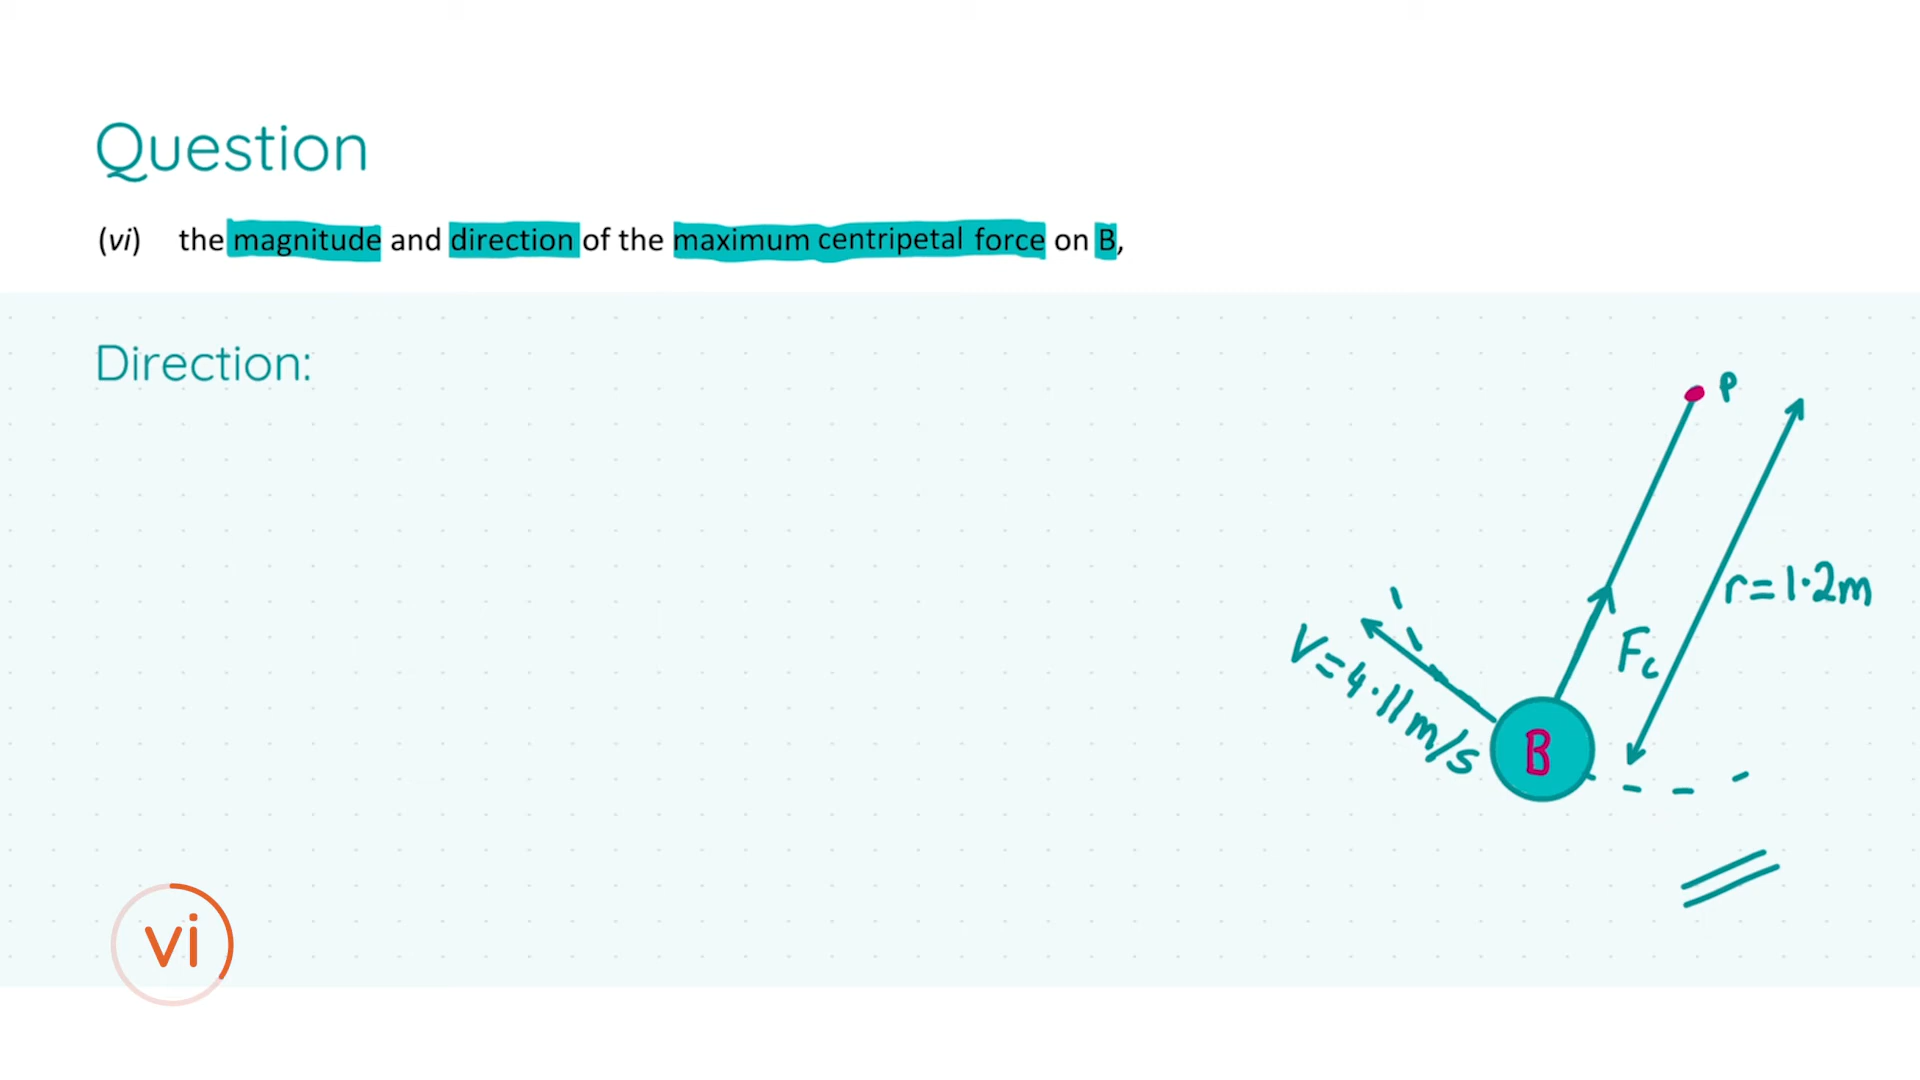 Question
(vi) the magnitude and direction of the maximum centripetal force on B,
Direction:
P
r=1.2m
Fc
V=4.11m/s
B
vi